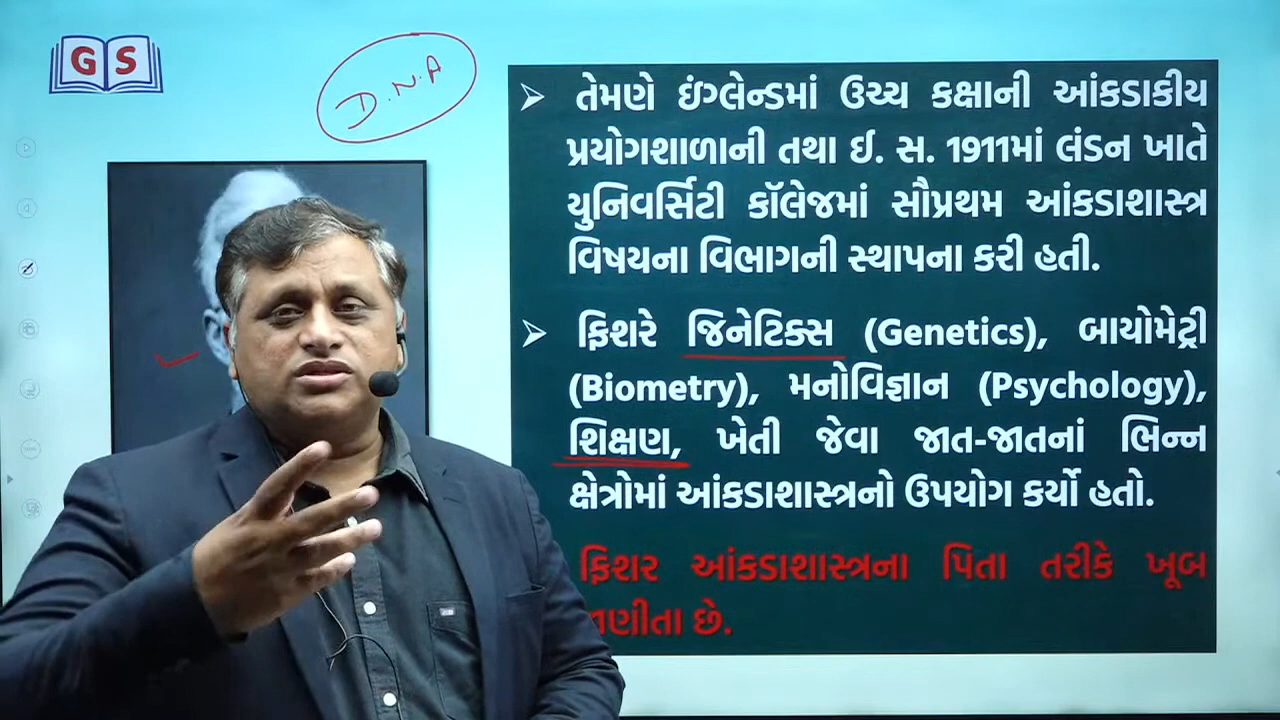 GS
D.N.A
➢ તેમણે ઇંગ્લેન્ડમાં ઉચ્ચ કક્ષાની આંકડાકીય
પ્રયોગશાળાની તથા ઈ. સ. 1911માં લંડન ખાતે
યુનિવર્સિટી કૉલેજમાં સૌપ્રથમ આંકડાશાસ્ત્ર
વિષયના વિભાગની સ્થાપના કરી હતી.
➢ ફિશરે જિનેટિક્સ (Genetics), બાયોમેટ્રી
(Biometry), મનોવિજ્ઞાન (Psychology),
શિક્ષણ, ખેતી જેવા જાત-જાતનાં ભિન્ન
ક્ષેત્રોમાં આંકડાશાસ્ત્રનો ઉપયોગ કર્યો હતો.
ફિશર આંકડાશાસ્ત્રના પિતા તરીકે ખૂબ
છે.